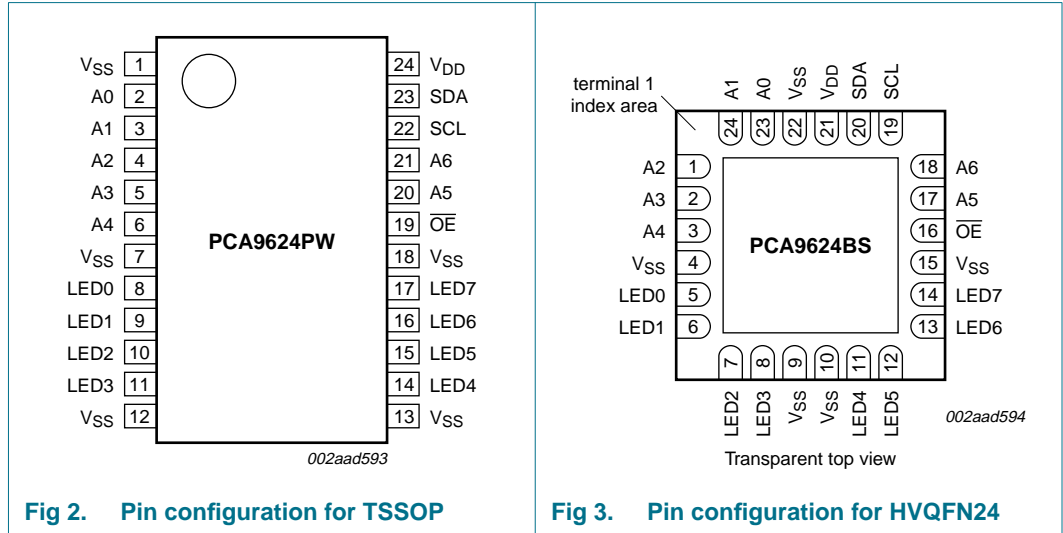 VSS 1
A0 2
A1 3
A2 4
A3 5
A4 6
VSS 7
LED0 8
LED1 9
LED2 10
LED3 11
VSS 12
PCA9624PW
24 VDD
23 SDA
22 SCL
21 A6
20 A5
19 OE
18 VSS
17 LED7
16 LED6
15 LED5
14 LED4
13 VSS
002aad593
Fig 2. Pin configuration for TSSOP
terminal 1
index area
A1 A0 VSS VDD SDA SCL
24 23 22 21 20 19
A2 1
A3 2
A4 3
VSS 4
LED0 5
LED1 6
PCA9624BS
18 A6
17 A5
16 OE
15 VSS
14 LED7
13 LED6
7 8 9 10 11 12
LED2 LED3 VSS VSS LED4 LED5
002aad594
Transparent top view
Fig 3. Pin configuration for HVQFN24